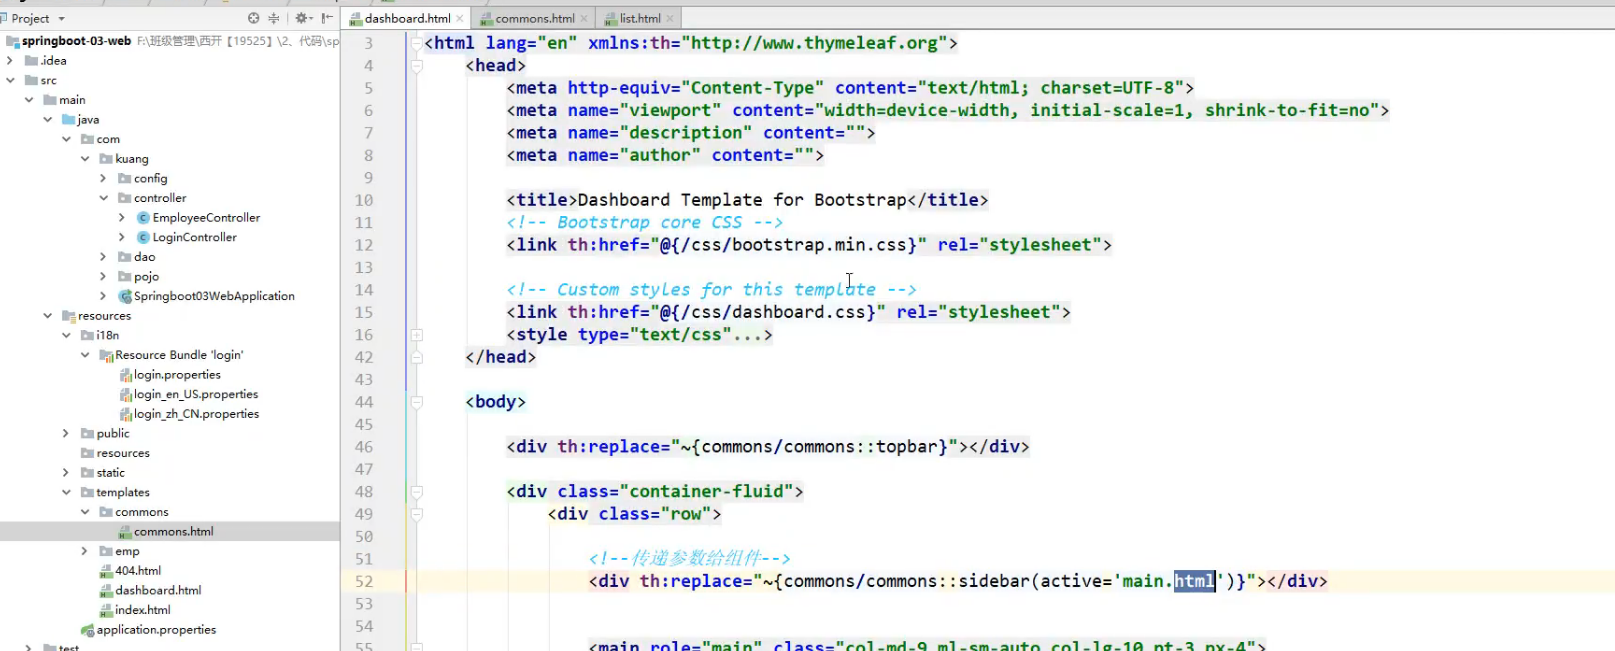 Project
dashboard.html
commons.html
list.html
springboot-03-web F:\班级管理\西开【19525】\2、代码\sp
.idea
src
main
java
com
kuang
config
controller
EmployeeController
LoginController
dao
pojo
Springboot03WebApplication
resources
i18n
Resource Bundle 'login'
login.properties
login_en_US.properties
login_zh_CN.properties
public
resources
static
templates
commons
commons.html
emp
404.html
dashboard.html
index.html
application.properties
test
3 <html lang="en" xmlns:th="http://www.thymeleaf.org">
4 <head>
5 <meta http-equiv="Content-Type" content="text/html; charset=UTF-8">
6 <meta name="viewport" content="width=device-width, initial-scale=1, shrink-to-fit=no">
7 <meta name="description" content="">
8 <meta name="author" content="">
9
10 <title>Dashboard Template for Bootstrap</title>
11 <!-- Bootstrap core CSS -->
12 <link th:href="@{/css/bootstrap.min.css}" rel="stylesheet">
13
14 <!-- Custom styles for this template -->
15 <link th:href="@{/css/dashboard.css}" rel="stylesheet">
16 <style type="text/css"...>
42 </head>
43
44 <body>
45
46 <div th:replace="~{commons/commons::topbar}"></div>
47
48 <div class="container-fluid">
49 <div class="row">
50
51 <!--传递参数给组件-->
52 <div th:replace="~{commons/commons::sidebar(active='main.html')}"></div>
53
54
55 <main role="main" class="col-md-9 ml-sm-auto col-lg-10 pt-3 px-4">